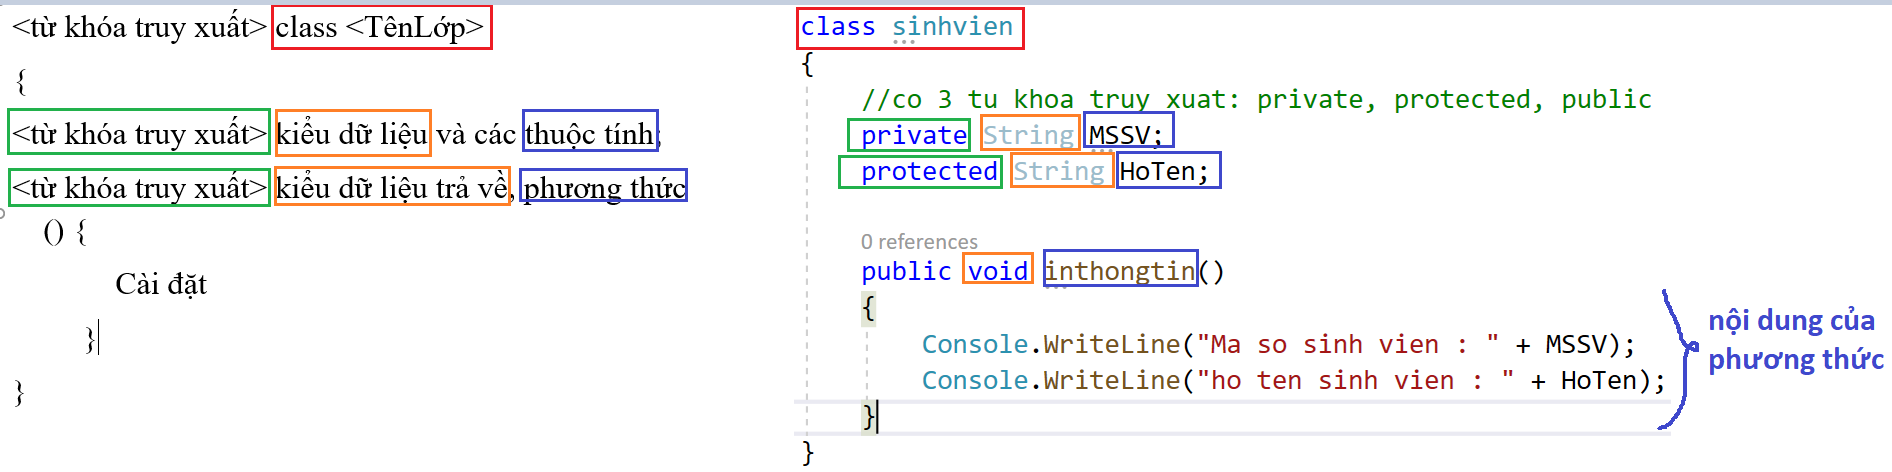 <từ khóa truy xuất> class <TênLớp>
{
<từ khóa truy xuất> kiểu dữ liệu và các thuộc tính;
<từ khóa truy xuất> kiểu dữ liệu trả về, phương thức
() {
Cài đặt
}
}
class sinhvien
{
//co 3 tu khoa truy xuat: private, protected, public
private String MSSV;
protected String HoTen;
0 references
public void inthongtin()
{
Console.WriteLine("Ma so sinh vien : " + MSSV);
Console.WriteLine("ho ten sinh vien : " + HoTen);
}
}
nội dung của
phương thức